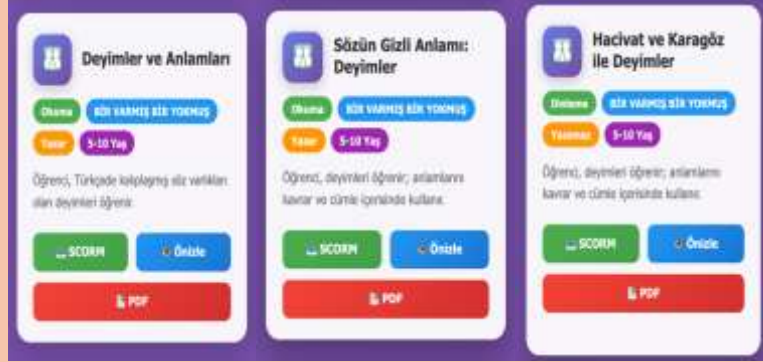 Deyimler ve Anlamları
Okuma
BİR VARMIŞ BİR YOKMUŞ
Yazar
5-10 Yaş
Öğrenci, Türkçede kalıplaşmış söz varlıkları
olan deyimleri öğrenir.
SCORM
Önizle
PDF
Sözün Gizli Anlamı:
Deyimler
Okuma
BİR VARMIŞ BİR YOKMUŞ
Yazar
5-10 Yaş
Öğrenci, deyimleri öğrenir; anlamlarını
kavrar ve cümle içerisinde kullanır.
SCORM
Önizle
PDF
Hacivat ve Karagöz
ile Deyimler
Dinleme
BİR VARMIŞ BİR YOKMUŞ
5-10 Yaş
Öğrenci, deyimleri öğrenir; anlamlarını
kavrar ve cümle içerisinde kullanır.
SCORM
Önizle
PDF